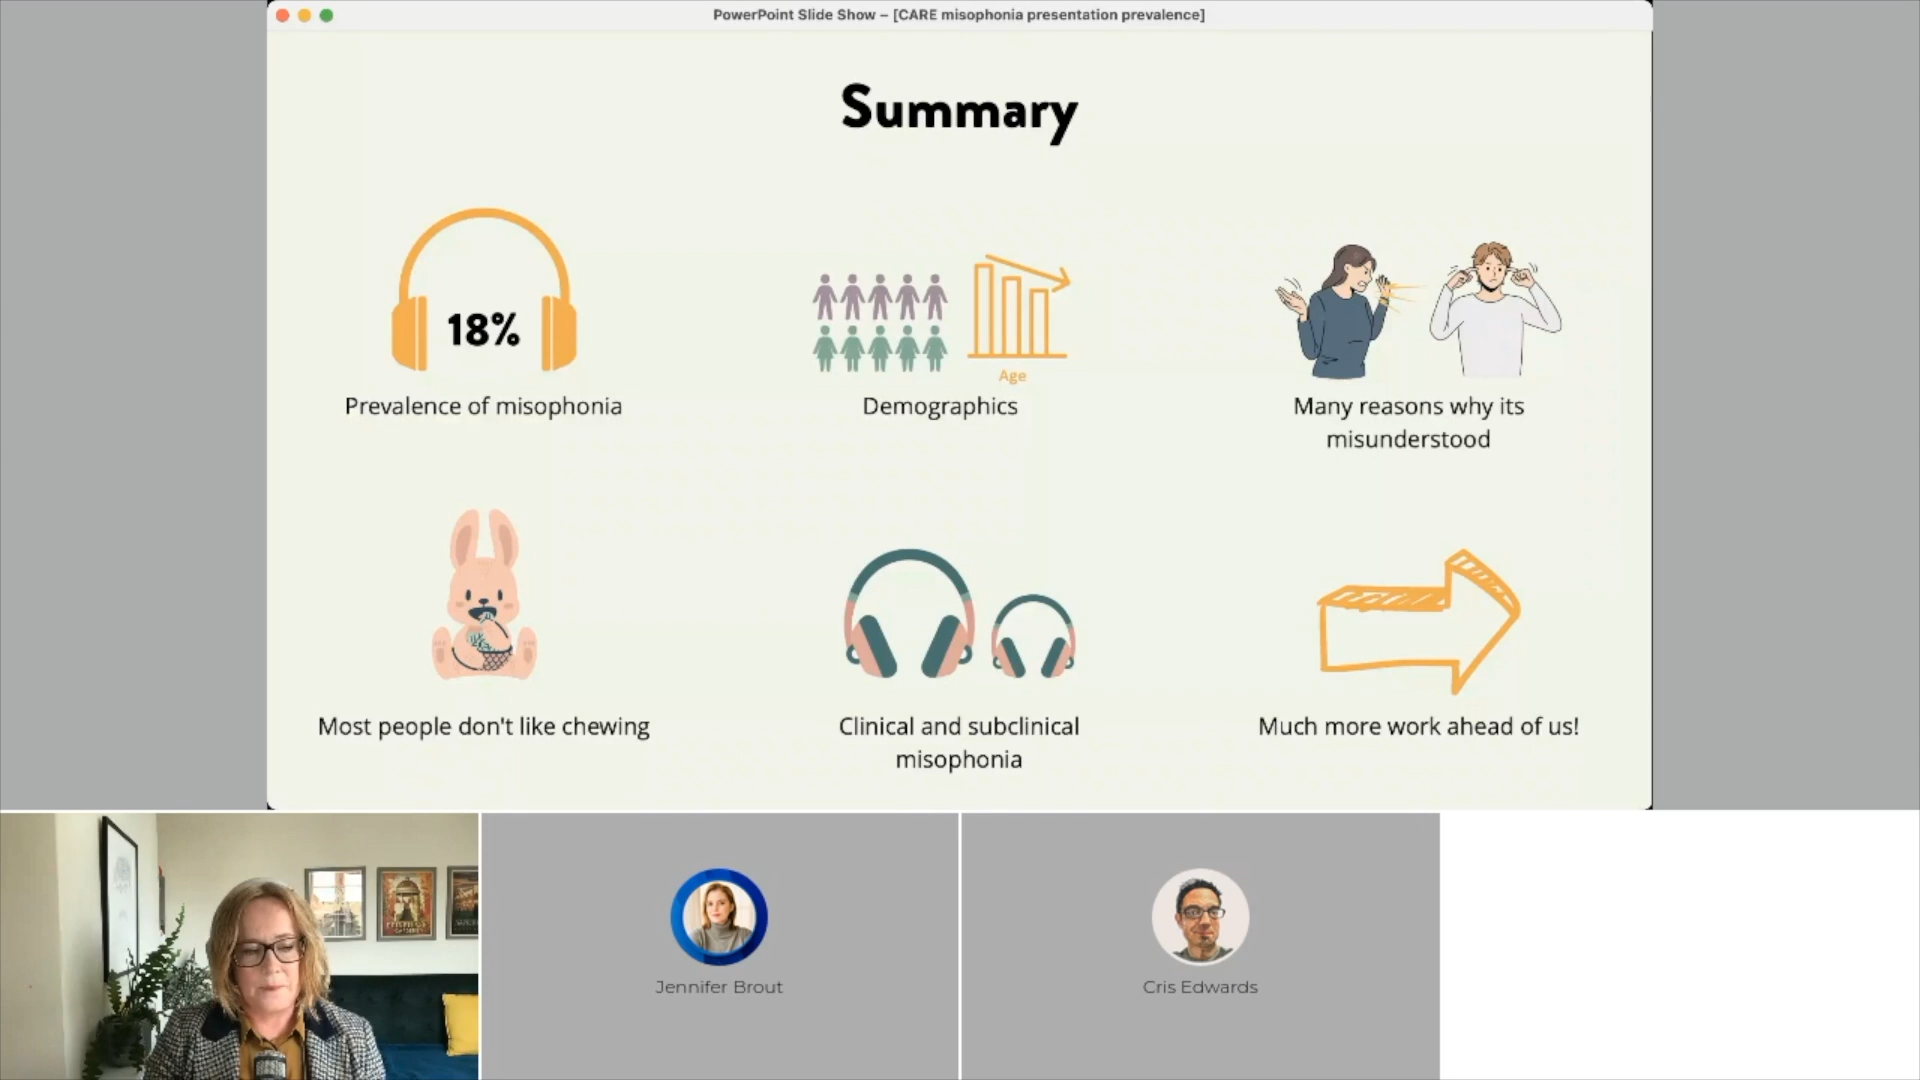 PowerPoint Slide Show – [CARE misophonia presentation prevalence]
Summary
18%
Prevalence of misophonia
Age
Demographics
Many reasons why its
misunderstood
Most people don't like chewing
Clinical and subclinical
misophonia
Much more work ahead of us!
Jennifer Brout
Cris Edwards